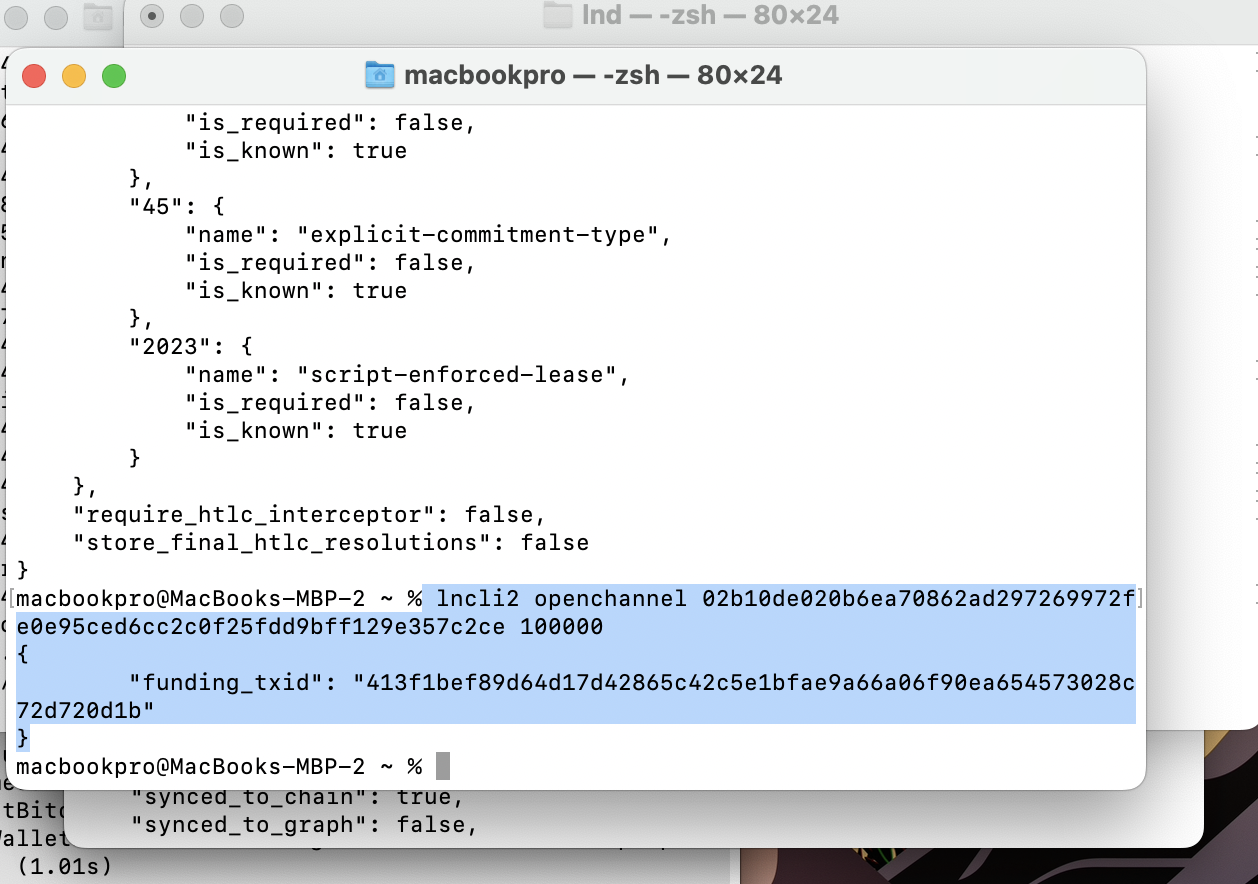 lnd — -zsh — 80×24
macbookpro — -zsh — 80×24
"is_required": false,
"is_known": true
},
"45": {
"name": "explicit-commitment-type",
"is_required": false,
"is_known": true
},
"2023": {
"name": "script-enforced-lease",
"is_required": false,
"is_known": true
}
},
"require_htlc_interceptor": false,
"store_final_htlc_resolutions": false
}
[macbookpro@MacBooks-MBP-2 ~ % lncli2 openchannel 02b10de020b6ea70862ad297269972f]
e0e95ced6cc2c0f25fdd9bff129e357c2ce 100000
{
"funding_txid": "413f1bef89d64d17d42865c42c5e1bfae9a66a06f90ea654573028c
72d720d1b"
}
macbookpro@MacBooks-MBP-2 ~ %
"synced_to_chain": true,
"synced_to_graph": false,
(1.01s)